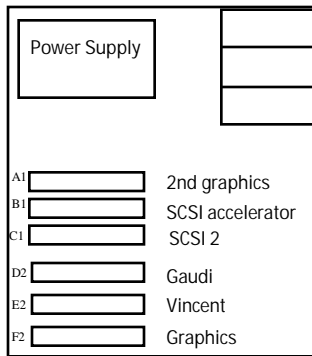 Power Supply
A1 2nd graphics
B1 SCSI accelerator
C1 SCSI 2
D2 Gaudi
E2 Vincent
F2 Graphics